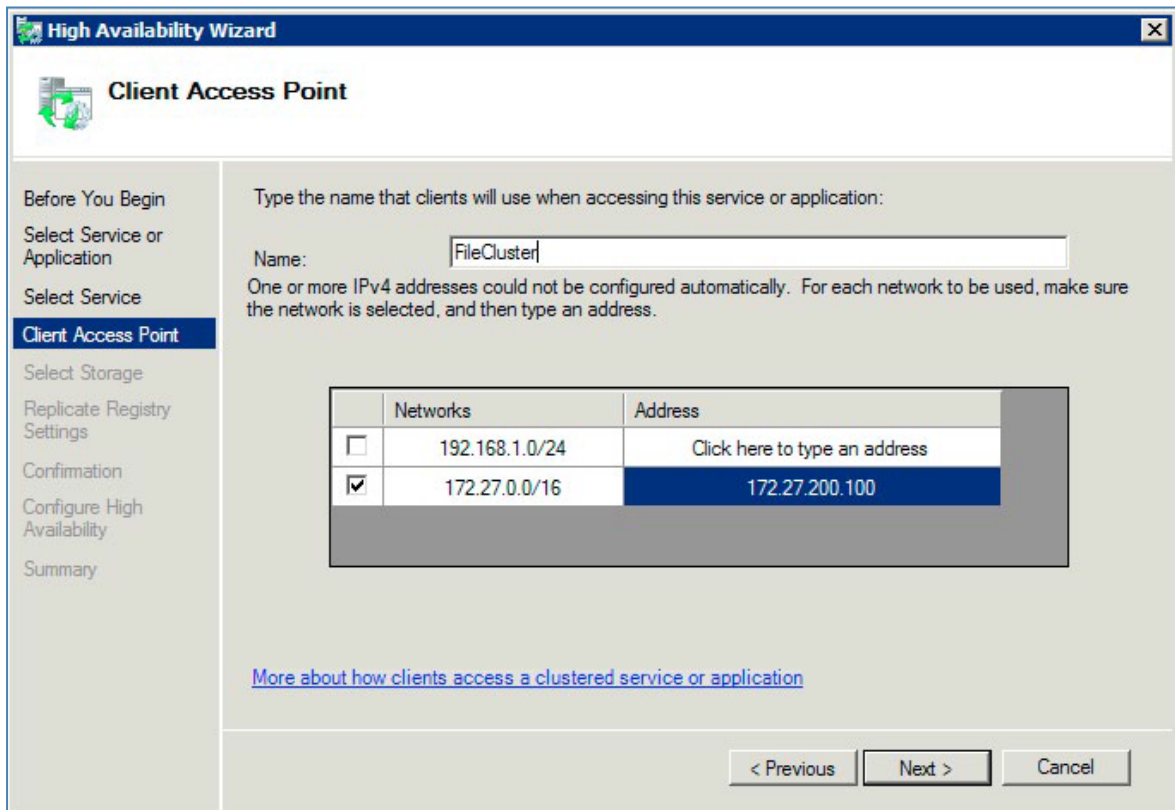 High Availability Wizard
Client Access Point
Before You Begin
Select Service or
Application
Select Service
Client Access Point
Select Storage
Replicate Registry
Settings
Confirmation
Configure High
Availability
Summary
Type the name that clients will use when accessing this service or application:
Name: FileCluster
One or more IPv4 addresses could not be configured automatically. For each network to be used, make sure
the network is selected, and then type an address.
Networks Address
192.168.1.0/24 Click here to type an address
172.27.0.0/16 172.27.200.100
More about how clients access a clustered service or application
< Previous Next > Cancel